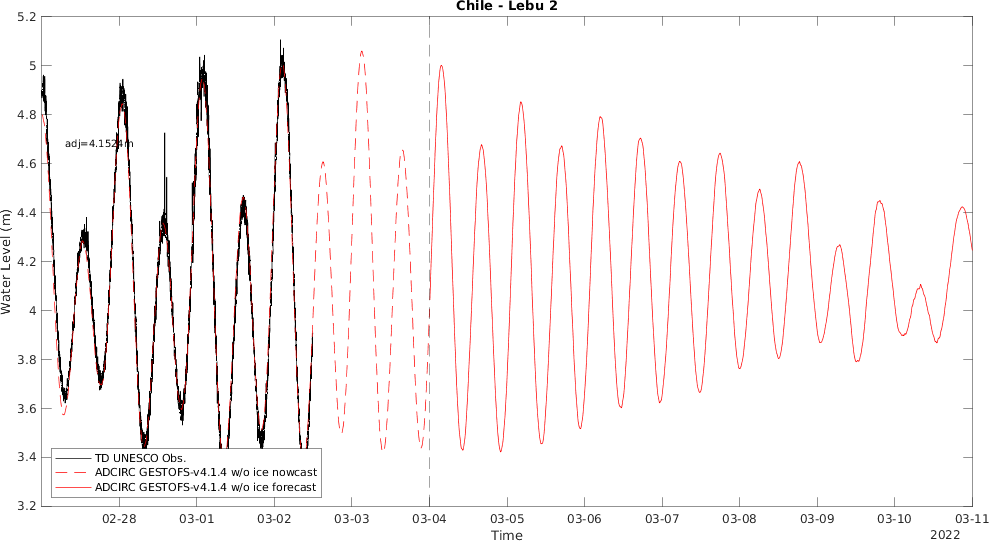 Chile - Lebu 2
5.2
5
4.8
4.6
4.4
4.2
4
3.8
3.6
3.4
3.2
Water Level (m)
adj=4.1524m
TD UNESCO Obs.
ADCIRC GESTOFS-v4.1.4 w/o ice nowcast
ADCIRC GESTOFS-v4.1.4 w/o ice forecast
02-28 03-01 03-02 03-03 03-04 03-05 03-06 03-07 03-08 03-09 03-10 03-11
Time
2022